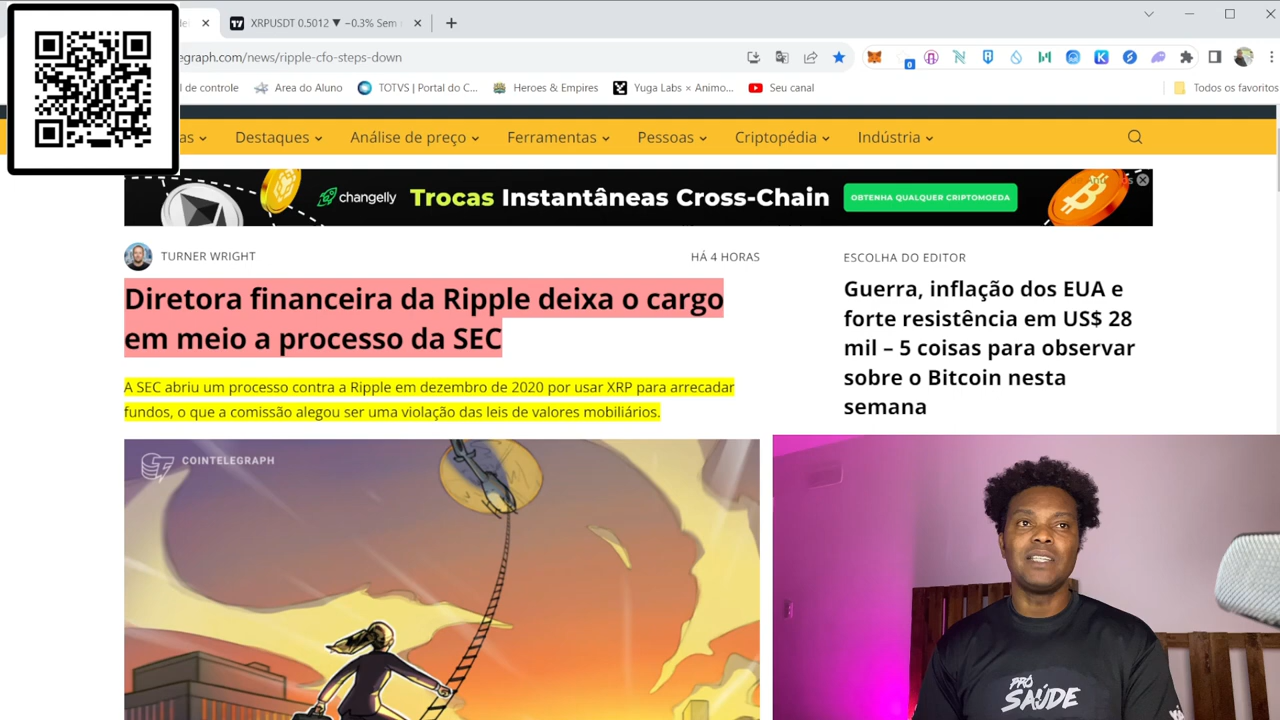 XRPUSDT 0.5012 ▼ −0.3% Sem
egraph.com/news/ripple-cfo-steps-down
l de controle
Area do Aluno
TOTVS | Portal do C...
Heroes & Empires
Yuga Labs × Animo...
Seu canal
Todos os favoritos
as
Destaques
Análise de preço
Ferramentas
Pessoas
Criptopédia
Indústria
changelly
Trocas Instantâneas Cross-Chain
OBTENHA QUALQUER CRIPTOMOEDA
TURNER WRIGHT
HÁ 4 HORAS
Diretora financeira da Ripple deixa o cargo
em meio a processo da SEC
A SEC abriu um processo contra a Ripple em dezembro de 2020 por usar XRP para arrecadar
fundos, o que a comissão alegou ser uma violação das leis de valores mobiliários.
COINTELEGRAPH
ESCOLHA DO EDITOR
Guerra, inflação dos EUA e
forte resistência em US$ 28
mil – 5 coisas para observar
sobre o Bitcoin nesta
semana
PRÓ
SAÚDE